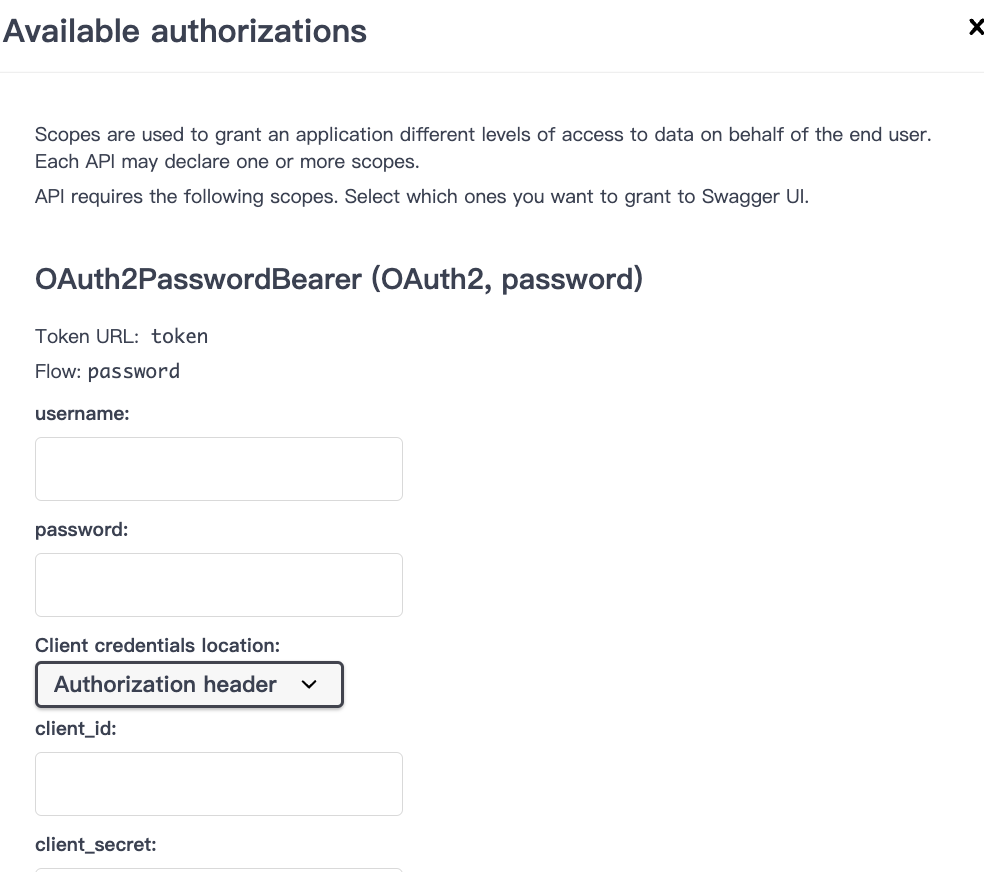 Available authorizations
Scopes are used to grant an application different levels of access to data on behalf of the end user.
Each API may declare one or more scopes.
API requires the following scopes. Select which ones you want to grant to Swagger UI.
OAuth2PasswordBearer (OAuth2, password)
Token URL: token
Flow: password
username:
password:
Client credentials location:
Authorization header
client_id:
client_secret: